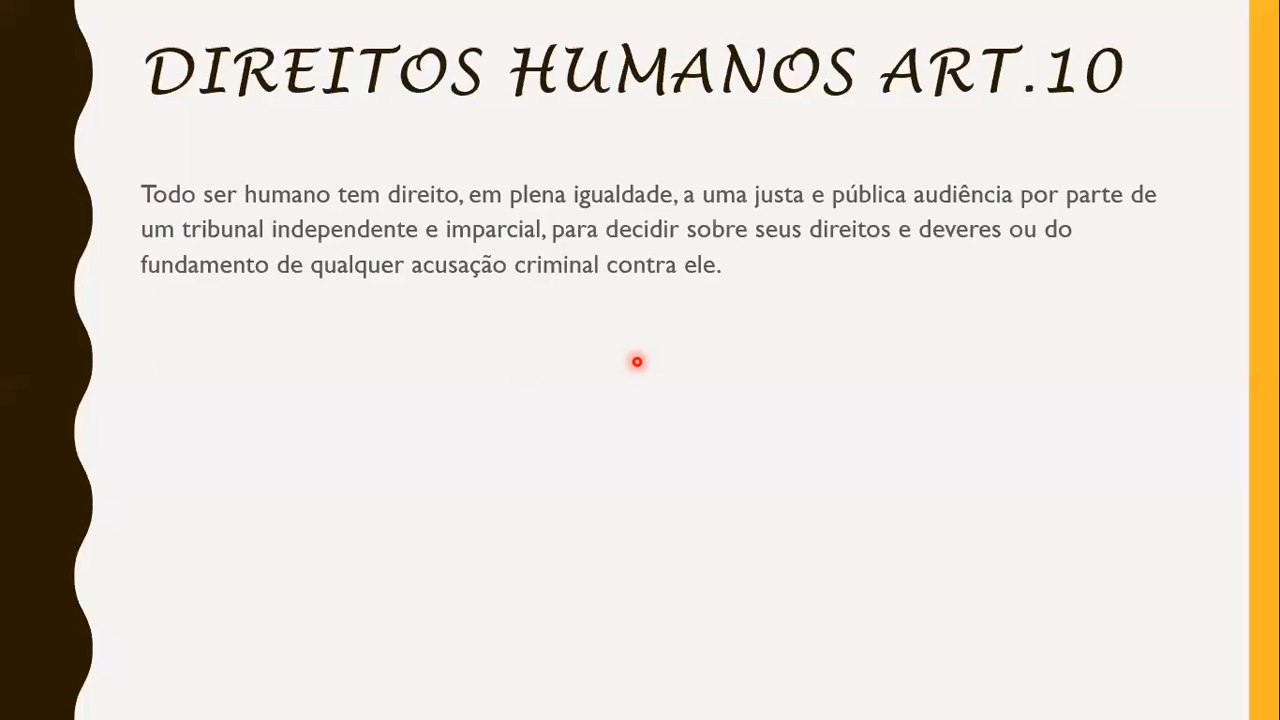 DIREITOS HUMANOS ART.10
Todo ser humano tem direito, em plena igualdade, a uma justa e pública audiência por parte de
um tribunal independente e imparcial, para decidir sobre seus direitos e deveres ou do
fundamento de qualquer acusação criminal contra ele.